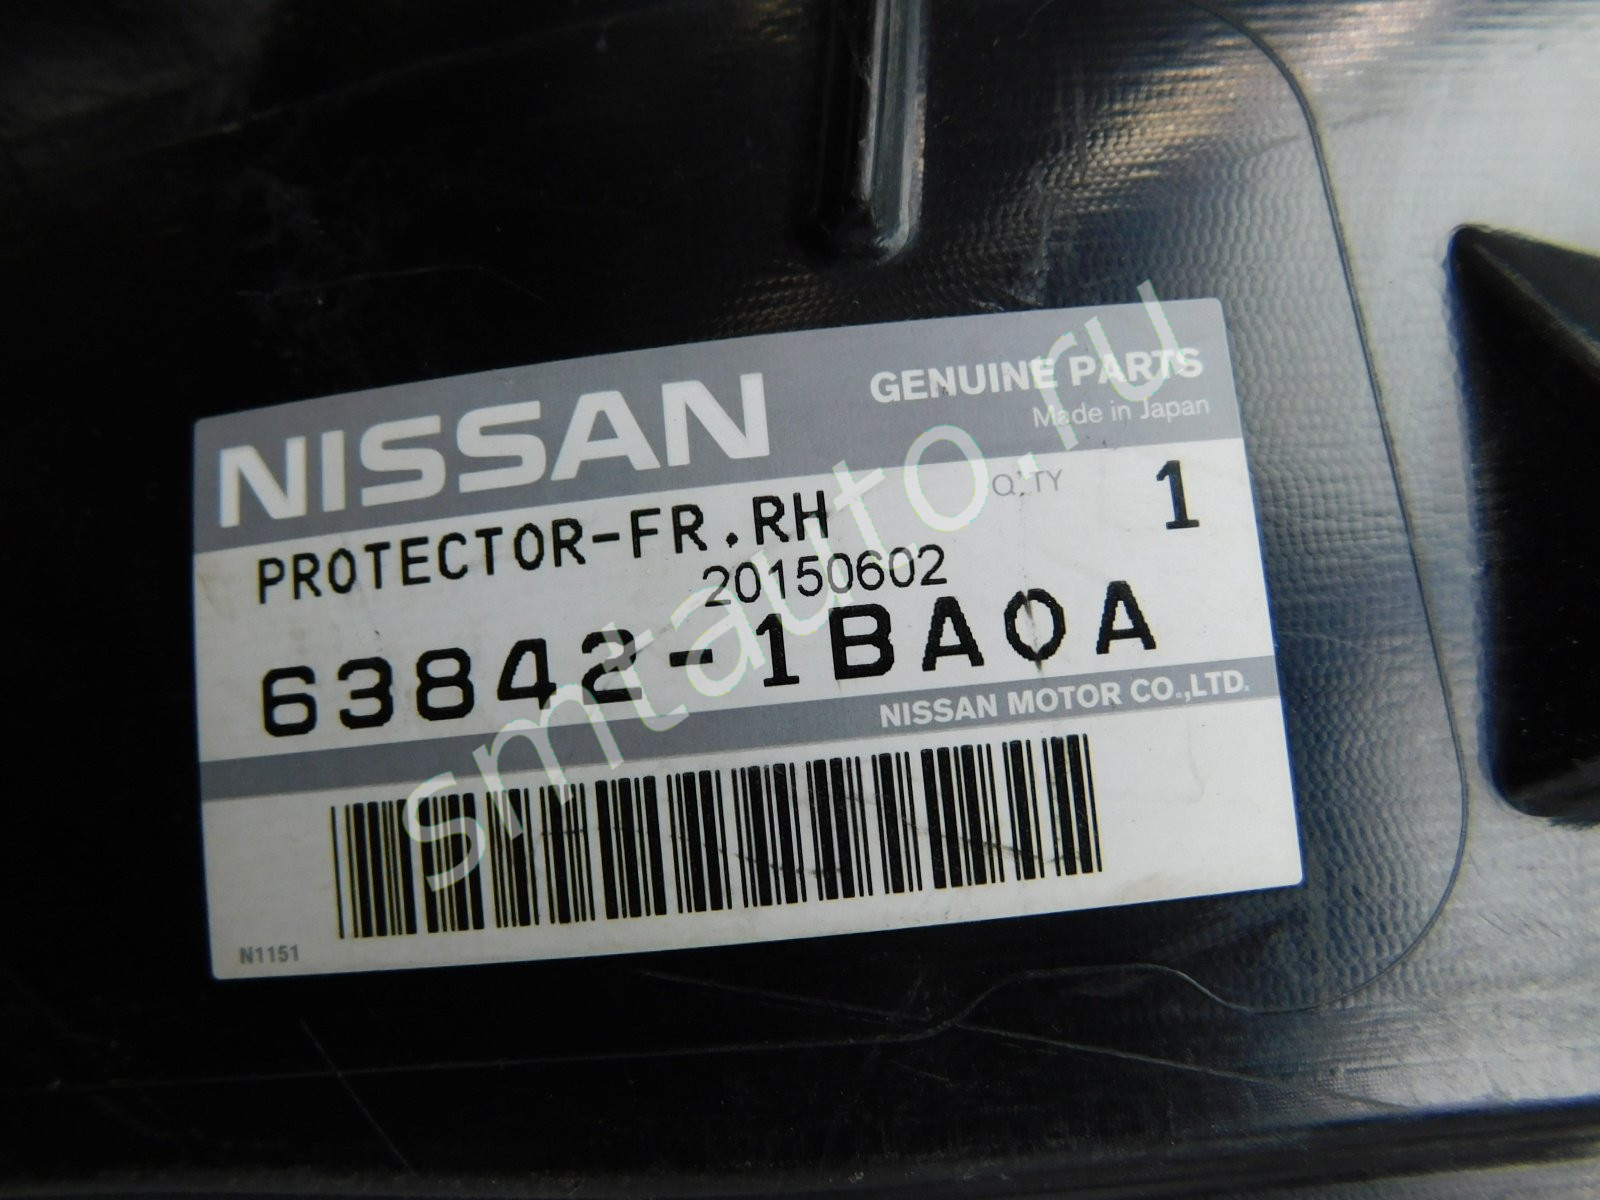 NISSAN
GENUINE PARTS
Made in Japan
PROTECTOR-FR.RH
Q'TY 1
20150602
63842-1BA0A
NISSAN MOTOR CO.,LTD.
N1151
smtauto.ru